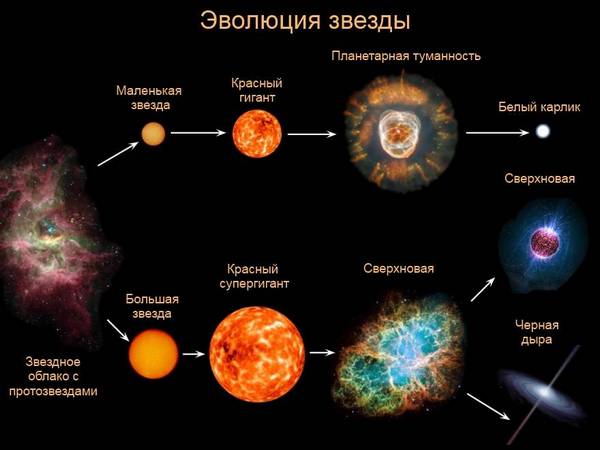 Эволюция звезды
Планетарная туманность
Маленькая
звезда
Красный
гигант
Белый карлик
Сверхновая
Красный
супергигант
Сверхновая
Большая
звезда
Черная
дыра
Звездное
облако с
протозвездами